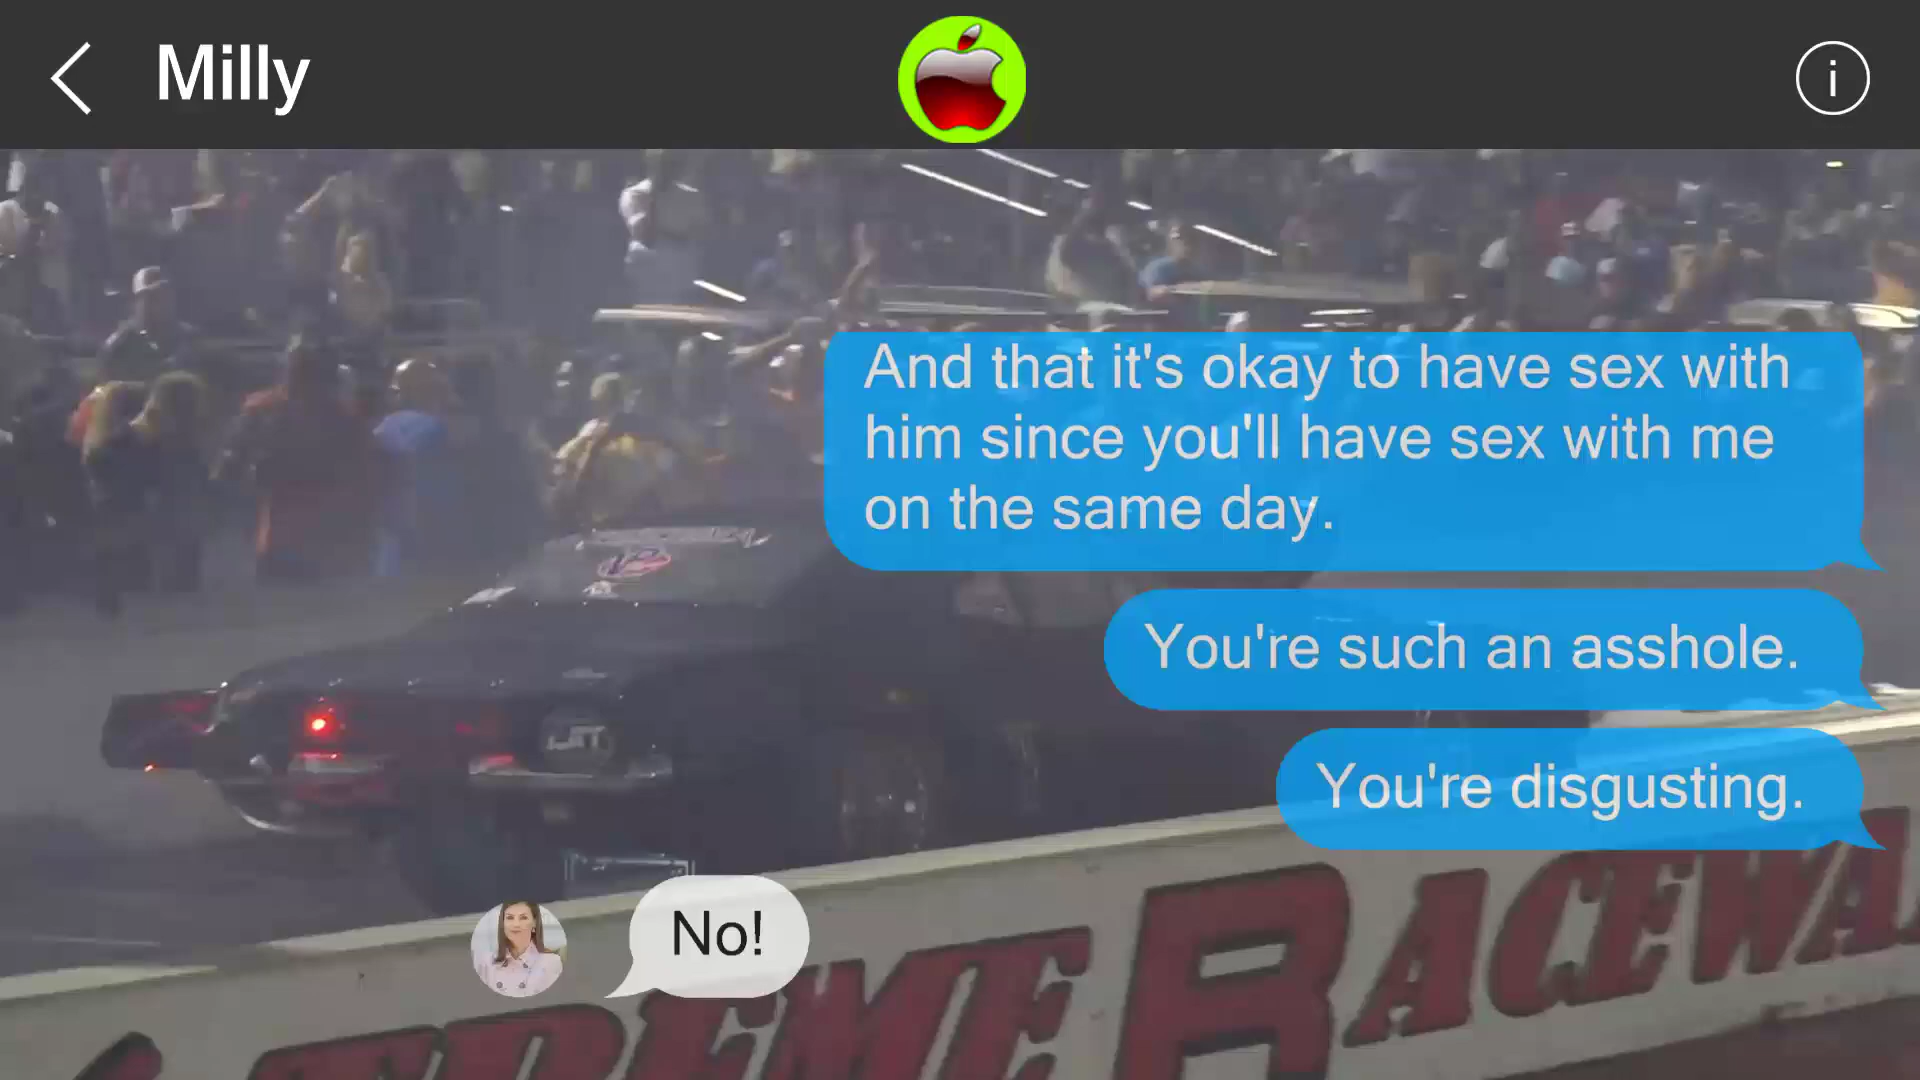 Milly
i
And that it's okay to have sex with
him since you'll have sex with me
on the same day.
You're such an asshole.
You're disgusting.
No!
RACEWA